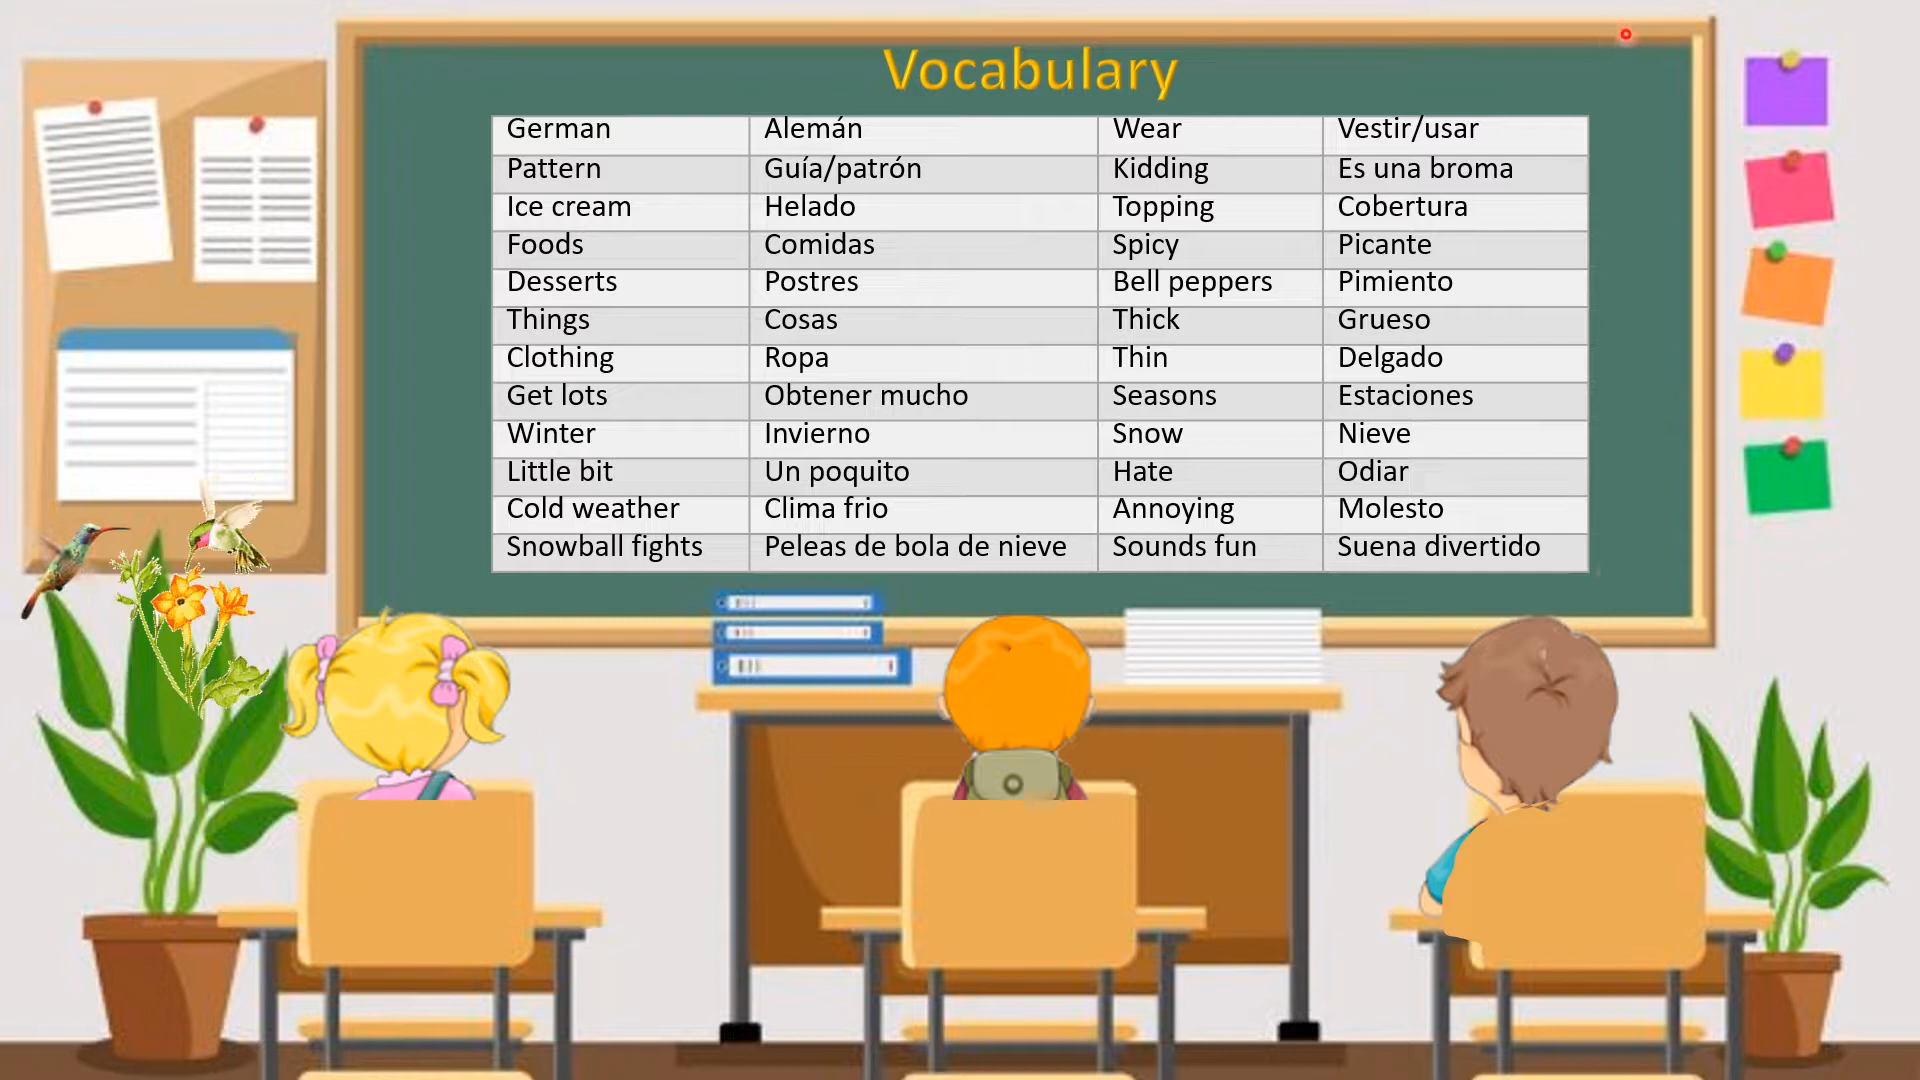 Vocabulary
German Alemán Wear Vestir/usar
Pattern Guía/patrón Kidding Es una broma
Ice cream Helado Topping Cobertura
Foods Comidas Spicy Picante
Desserts Postres Bell peppers Pimiento
Things Cosas Thick Grueso
Clothing Ropa Thin Delgado
Get lots Obtener mucho Seasons Estaciones
Winter Invierno Snow Nieve
Little bit Un poquito Hate Odiar
Cold weather Clima frio Annoying Molesto
Snowball fights Peleas de bola de nieve Sounds fun Suena divertido